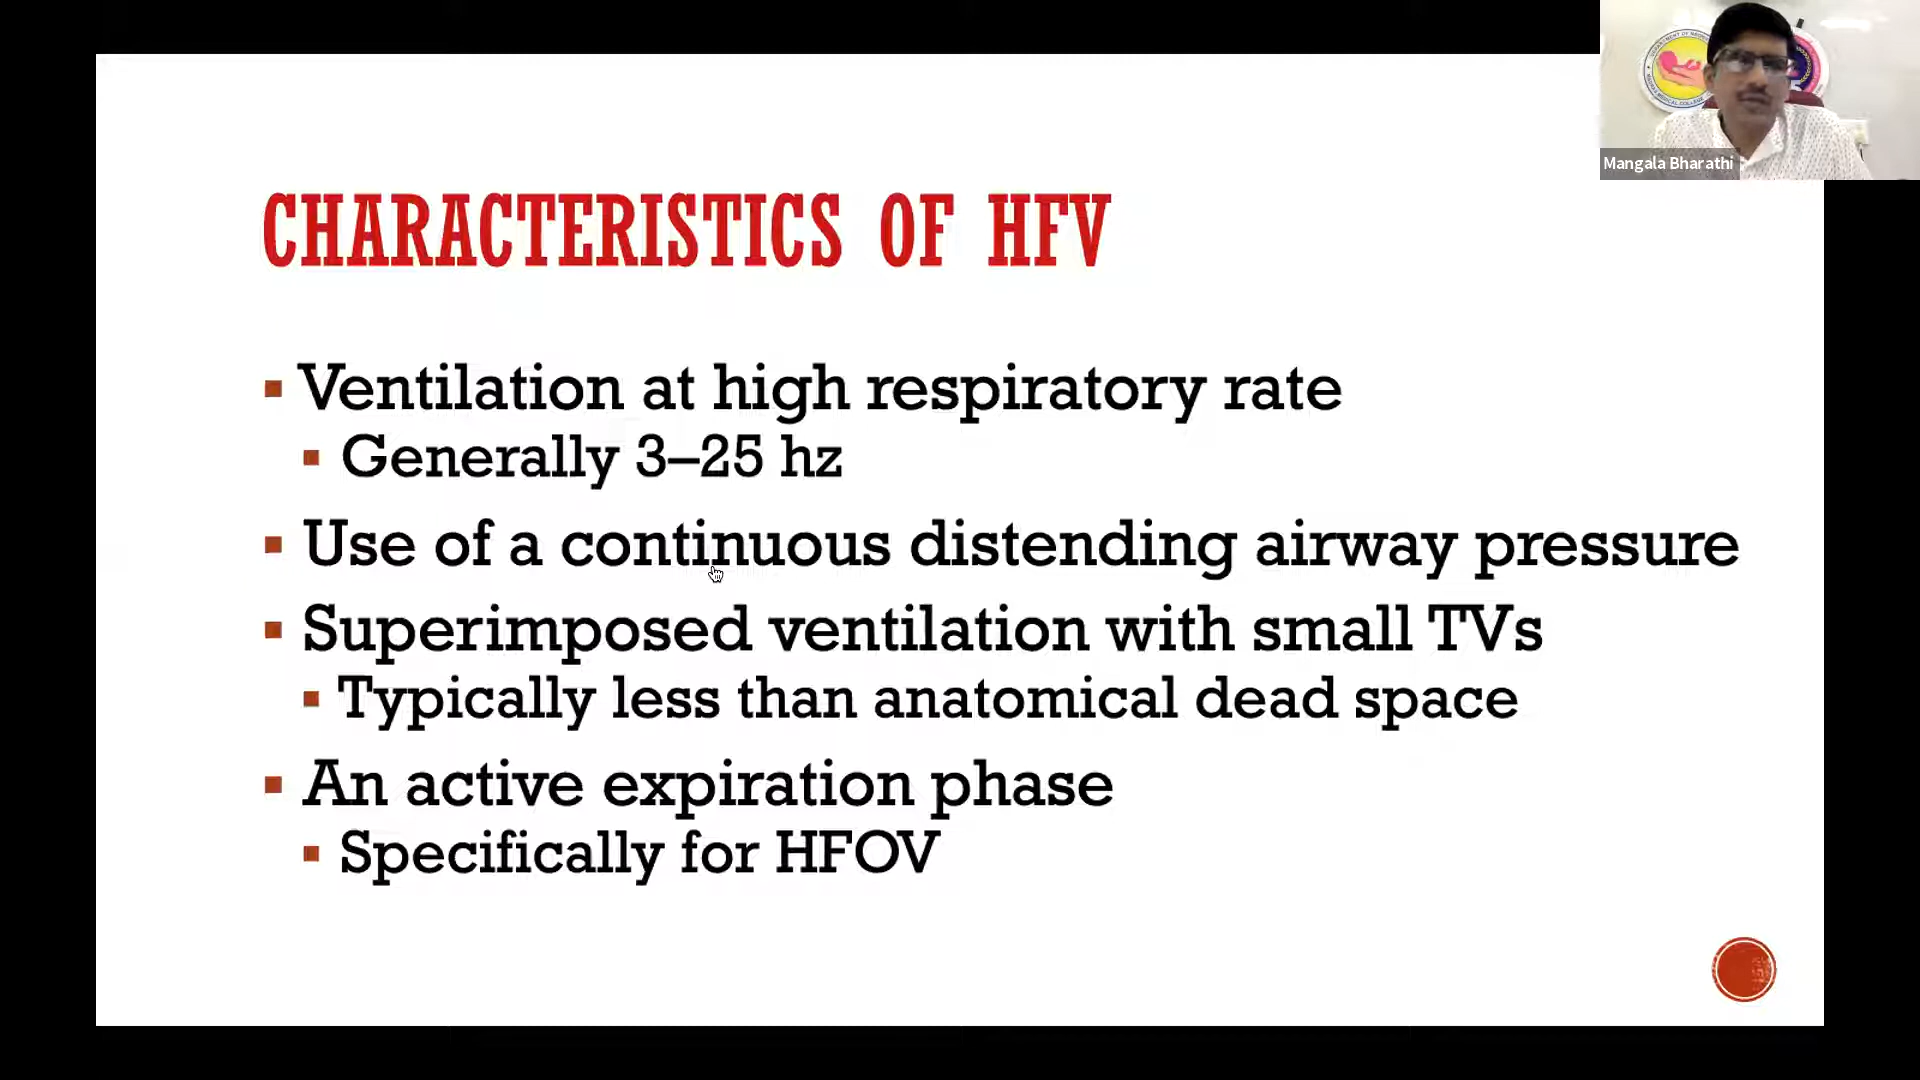 CHARACTERISTICS OF HFV
Ventilation at high respiratory rate
Generally 3–25 hz
Use of a continuous distending airway pressure
Superimposed ventilation with small TVs
Typically less than anatomical dead space
An active expiration phase
Specifically for HFOV
Mangala Bharathi